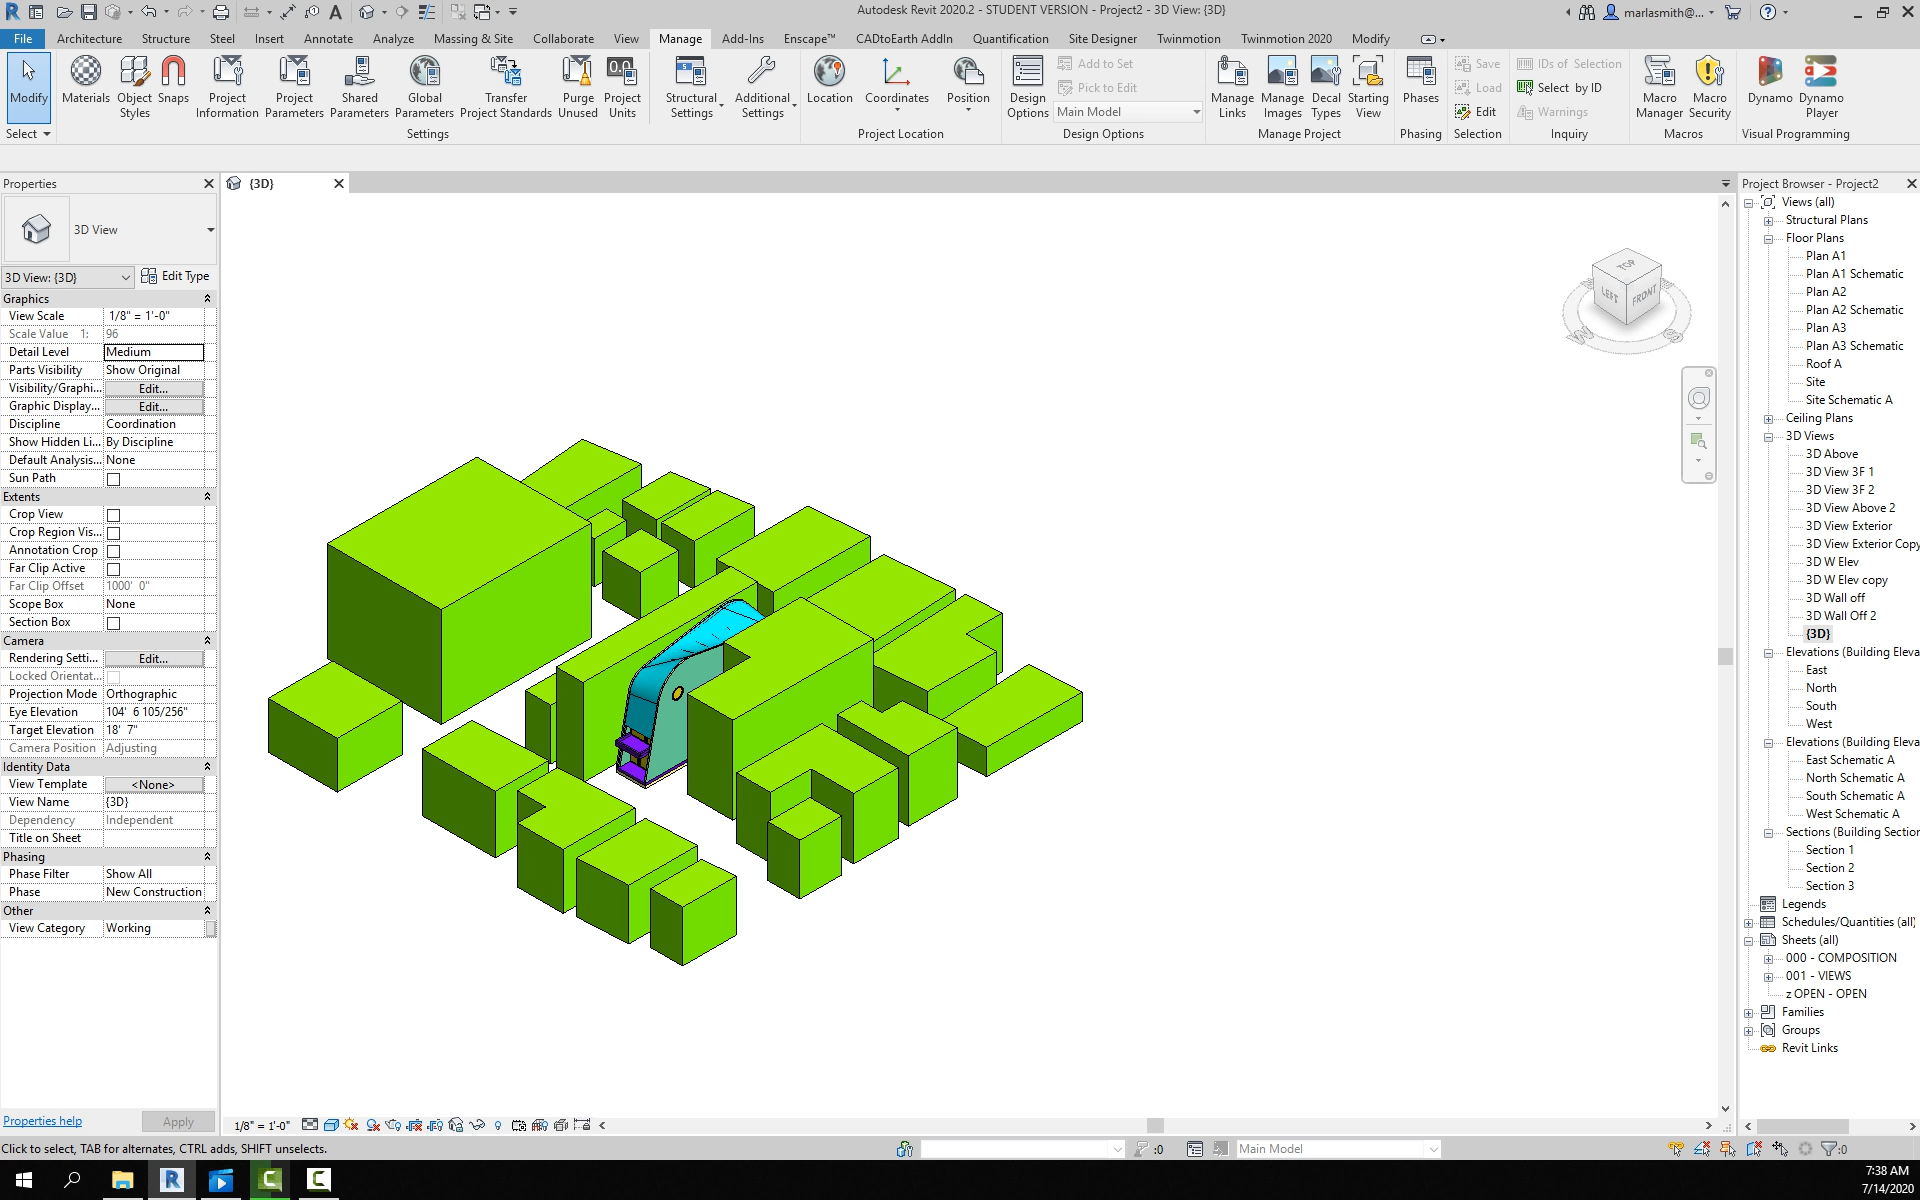 Autodesk Revit 2020.2 - STUDENT VERSION - Project2 - 3D View: {3D}
marlasmith@...
File Architecture Structure Steel Insert Annotate Analyze Massing & Site Collaborate View Manage Add-Ins Enscape™ CADtoEarth AddIn Quantification Site Designer Twinmotion Twinmotion 2020 Modify
Modify
Materials
Object Styles
Snaps
Project Information
Project Parameters
Shared Parameters
Global Parameters
Transfer Project Standards
Purge Unused
Project Units
Structural Settings
Additional Settings
Location
Coordinates
Position
Design Options
Add to Set
Pick to Edit
Main Model
Manage Links
Manage Images
Decal Types
Starting View
Phases
Save
Load
Edit
IDs of Selection
Select by ID
Warnings
Macro Manager
Macro Security
Dynamo
Dynamo Player
Select
Settings
Project Location
Design Options
Manage Project
Phasing
Selection
Inquiry
Macros
Visual Programming
Properties
3D View
3D View: {3D}
Edit Type
Graphics
View Scale 1/8" = 1'-0"
Scale Value 1: 96
Detail Level Medium
Parts Visibility Show Original
Visibility/Graphi... Edit...
Graphic Display... Edit...
Discipline Coordination
Show Hidden Li... By Discipline
Default Analysis... None
Sun Path
Extents
Crop View
Crop Region Vis...
Annotation Crop
Far Clip Active
Far Clip Offset 1000' 0"
Scope Box None
Section Box
Camera
Rendering Setti... Edit...
Locked Orientat...
Projection Mode Orthographic
Eye Elevation 104' 6 105/256"
Target Elevation 18' 7"
Camera Position Adjusting
Identity Data
View Template <None>
View Name {3D}
Dependency Independent
Title on Sheet
Phasing
Phase Filter Show All
Phase New Construction
Other
View Category Working
Properties help
Apply
{3D}
TOP
LEFT
FRONT
W
S
Project Browser - Project2
Views (all)
Structural Plans
Floor Plans
Plan A1
Plan A1 Schematic
Plan A2
Plan A2 Schematic
Plan A3
Plan A3 Schematic
Roof A
Site
Site Schematic A
Ceiling Plans
3D Views
3D Above
3D View 3F 1
3D View 3F 2
3D View Above 2
3D View Exterior
3D View Exterior Copy
3D W Elev
3D W Elev copy
3D Wall off
3D Wall Off 2
{3D}
Elevations (Building Eleva
East
North
South
West
Elevations (Building Eleva
East Schematic A
North Schematic A
South Schematic A
West Schematic A
Sections (Building Section
Section 1
Section 2
Section 3
Legends
Schedules/Quantities (all)
Sheets (all)
000 - COMPOSITION
001 - VIEWS
z OPEN - OPEN
Families
Groups
Revit Links
1/8" = 1'-0"
Click to select, TAB for alternates, CTRL adds, SHIFT unselects.
:0
Main Model
:0
7:38 AM
7/14/2020